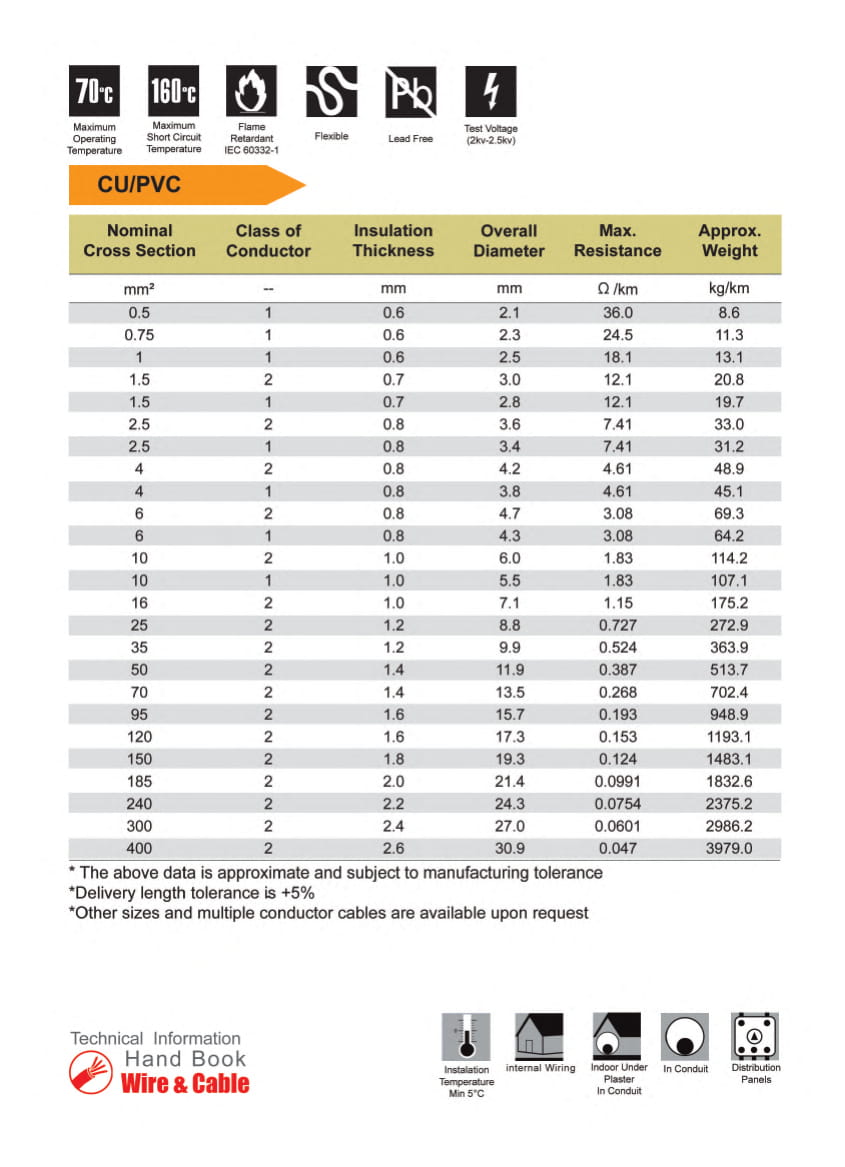 70°C 160°C Pb
Maximum
Operating
Temperature
Maximum
Short Circuit
Temperature
Flame
Retardant
IEC 60332-1
Flexible
Lead Free
Test Voltage
(2kv-2.5kv)
CU/PVC
Nominal Class of Insulation Overall Max. Approx.
Cross Section Conductor Thickness Diameter Resistance Weight
mm² -- mm mm Ω /km kg/km
0.5 1 0.6 2.1 36.0 8.6
0.75 1 0.6 2.3 24.5 11.3
1 1 0.6 2.5 18.1 13.1
1.5 2 0.7 3.0 12.1 20.8
1.5 1 0.7 2.8 12.1 19.7
2.5 2 0.8 3.6 7.41 33.0
2.5 1 0.8 3.4 7.41 31.2
4 2 0.8 4.2 4.61 48.9
4 1 0.8 3.8 4.61 45.1
6 2 0.8 4.7 3.08 69.3
6 1 0.8 4.3 3.08 64.2
10 2 1.0 6.0 1.83 114.2
10 1 1.0 5.5 1.83 107.1
16 2 1.0 7.1 1.15 175.2
25 2 1.2 8.8 0.727 272.9
35 2 1.2 9.9 0.524 363.9
50 2 1.4 11.9 0.387 513.7
70 2 1.4 13.5 0.268 702.4
95 2 1.6 15.7 0.193 948.9
120 2 1.6 17.3 0.153 1193.1
150 2 1.8 19.3 0.124 1483.1
185 2 2.0 21.4 0.0991 1832.6
240 2 2.2 24.3 0.0754 2375.2
300 2 2.4 27.0 0.0601 2986.2
400 2 2.6 30.9 0.047 3979.0
* The above data is approximate and subject to manufacturing tolerance
*Delivery length tolerance is +5%
*Other sizes and multiple conductor cables are available upon request
Technical Information
Hand Book
Wire & Cable
Instalation
Temperature
Min 5°C
internal Wiring
Indoor Under
Plaster
In Conduit
In Conduit
Distribution
Panels